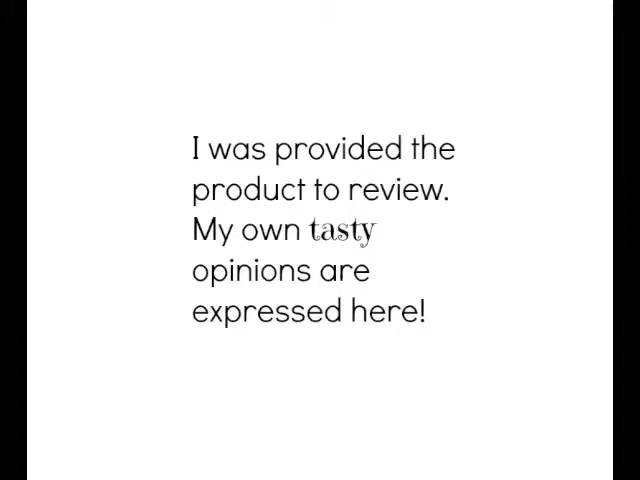 I was provided the
product to review.
My own tasty
opinions are
expressed here!